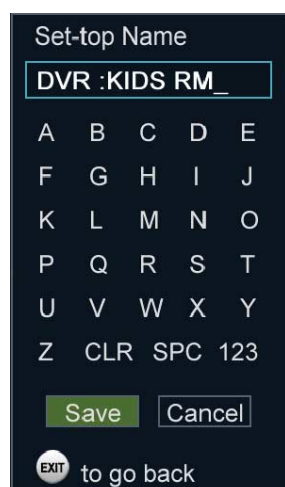 Set-top Name
DVR :KIDS RM_
A B C D E
F G H I J
K L M N O
P Q R S T
U V W X Y
Z CLR SPC 123
Save Cancel
EXIT to go back